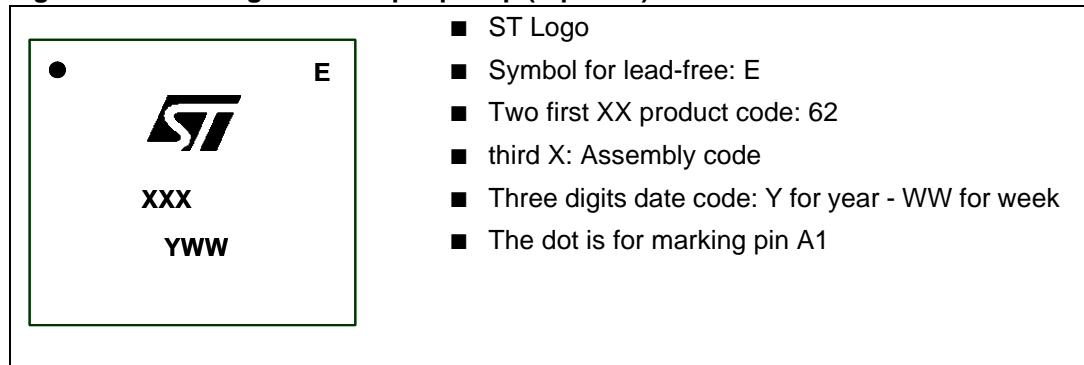 ST Logo
E
Symbol for lead-free: E
Two first XX product code: 62
ST
third X: Assembly code
XXX
Three digits date code: Y for year - WW for week
YWW
The dot is for marking pin A1